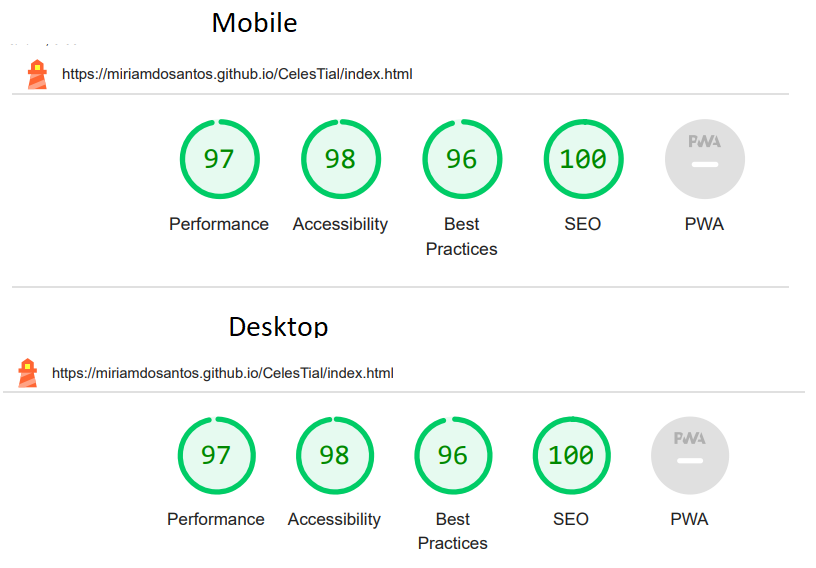 Mobile
https://miriamdosantos.github.io/CelesTial/index.html
97 98 96 100 PWA
Performance Accessibility Best SEO PWA
Practices
Desktop
https://miriamdosantos.github.io/CelesTial/index.html
97 98 96 100 PWA
Performance Accessibility Best SEO PWA
Practices